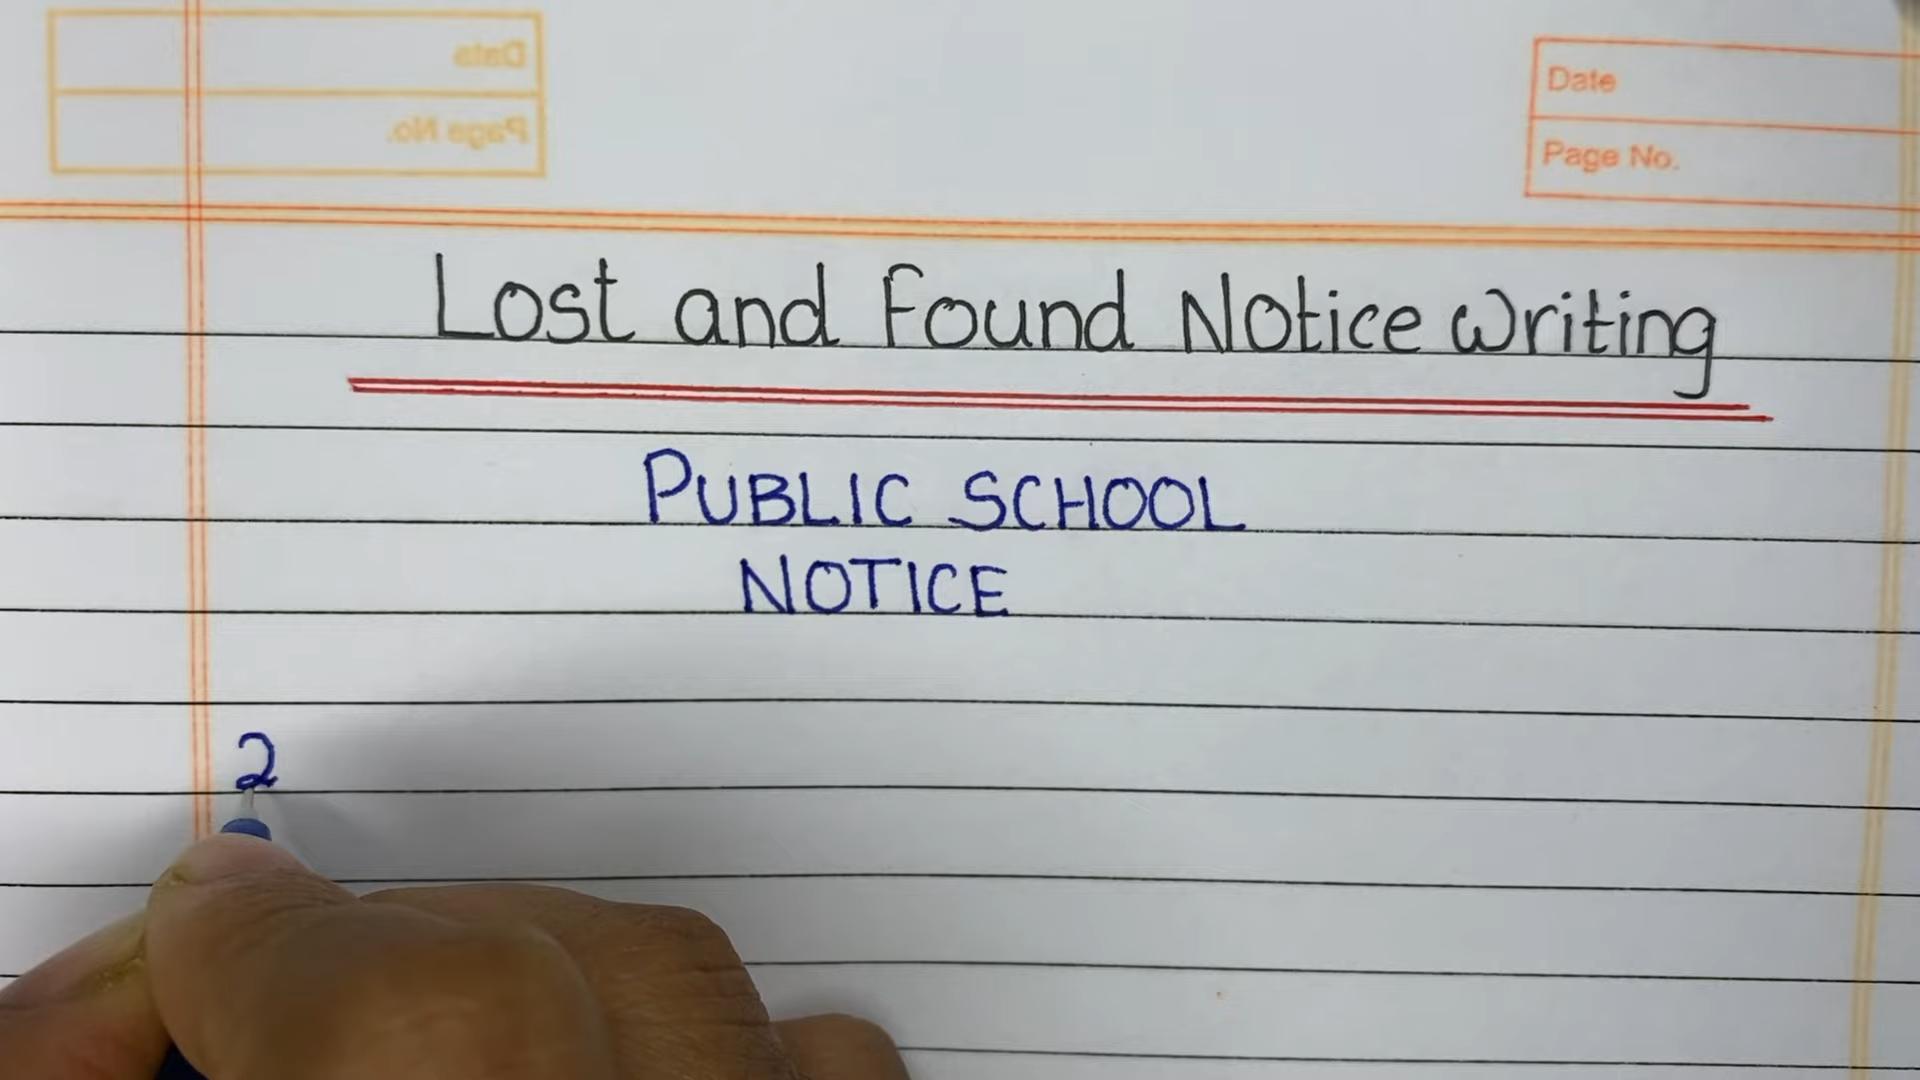 Date
Page No.
Date
Page No.
Lost and Found Notice Writing
PUBLIC SCHOOL
NOTICE
2